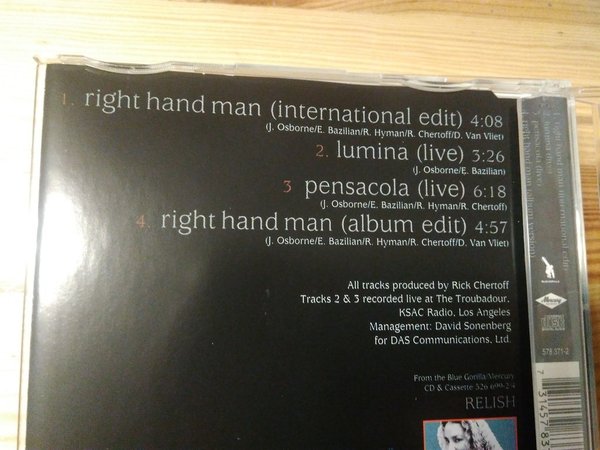 1. right hand man (international edit) 4:08
(J. Osborne/E. Bazilian/R. Hyman/R. Chertoff/D. Van Vliet)
2. lumina (live) 3:26
(J. Osborne/E. Bazilian)
3 pensacola (live) 6:18
(J. Osborne/E. Bazilian/R. Hyman/R. Chertoff)
4. right hand man (album edit) 4:57
(J. Osborne/E. Bazilian/R. Hyman/R. Chertoff/D. Van Vliet)
All tracks produced by Rick Chertoff
Tracks 2 & 3 recorded live at The Troubadour,
KSAC Radio, Los Angeles
Management: David Sonenberg
for DAS Communications, Ltd.
From the Blue Gorilla/Mercury
CD & Cassette 526 699-2/4
RELISH
578 371-2
7 314578 3